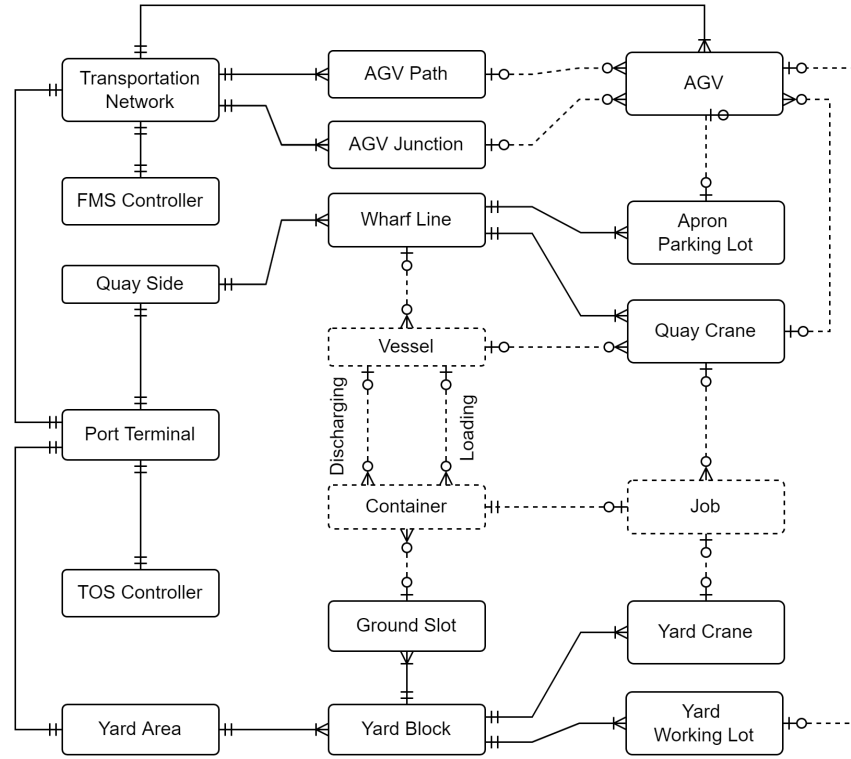 Transportation
Network
AGV Path
AGV
AGV Junction
FMS Controller
Wharf Line
Apron
Parking Lot
Quay Side
Vessel
Quay Crane
Discharging
Loading
Port Terminal
Container
Job
TOS Controller
Ground Slot
Yard Crane
Yard Area
Yard Block
Yard
Working Lot